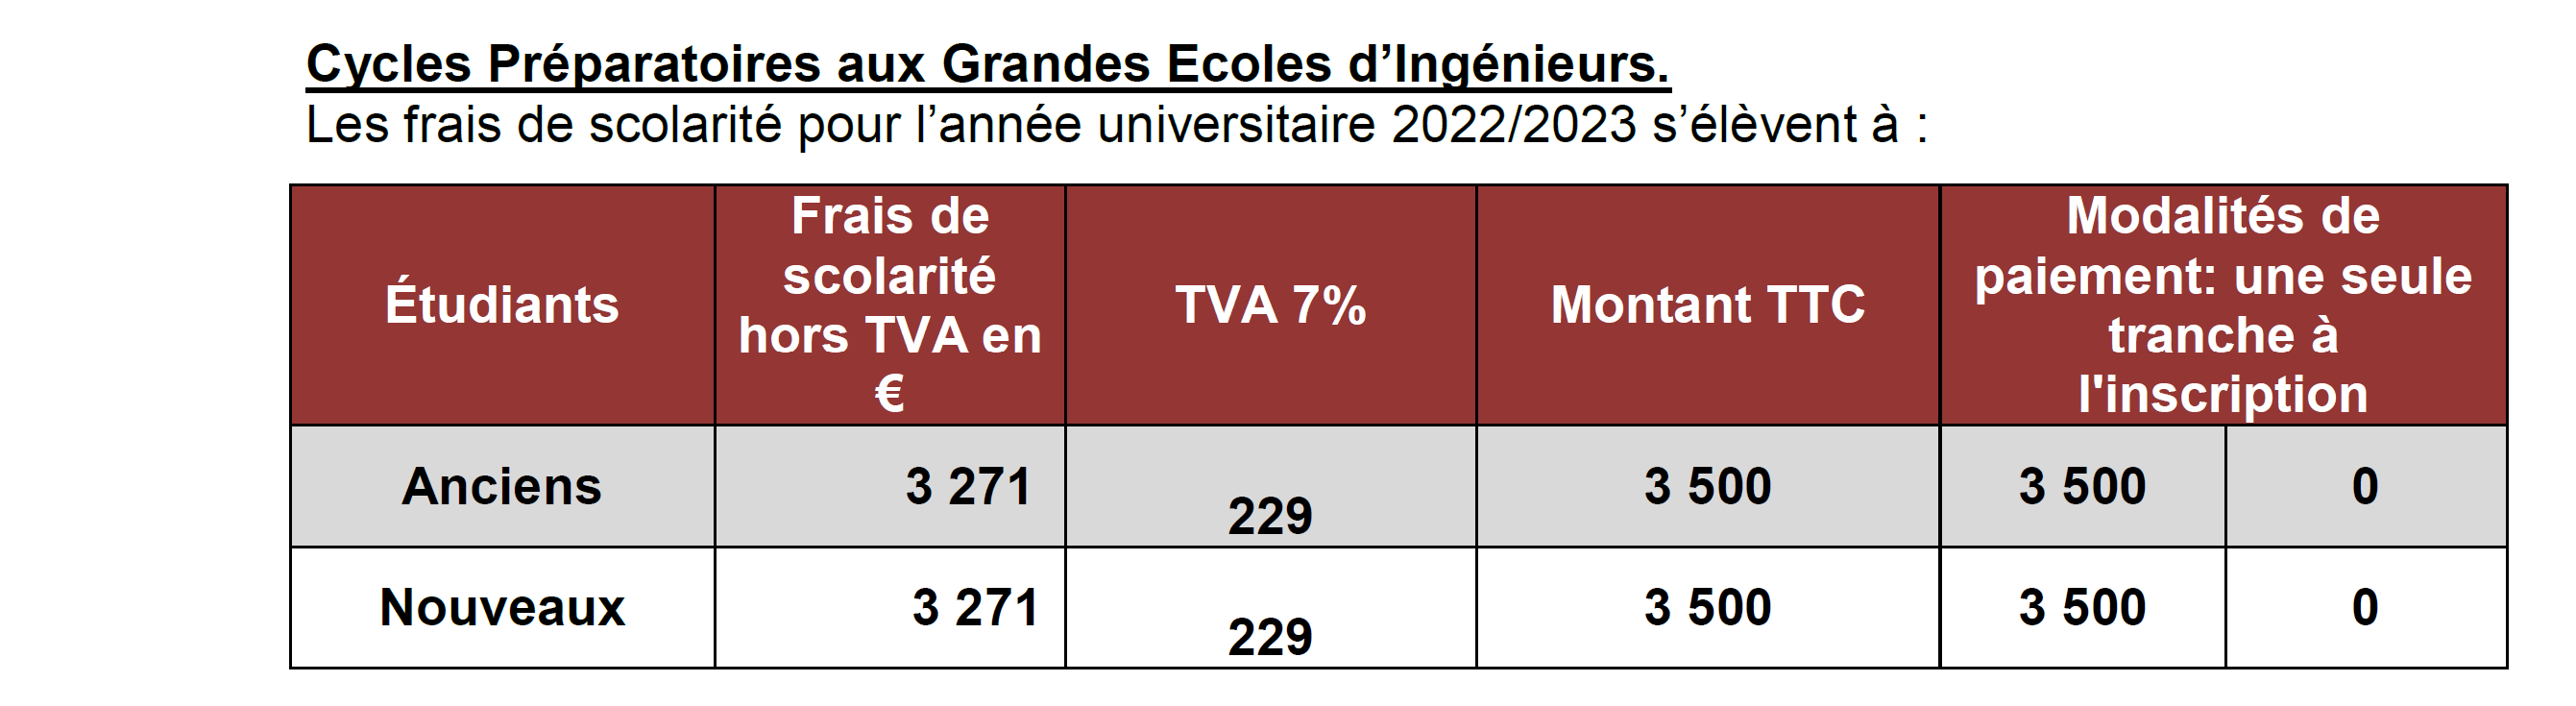 Cycles Préparatoires aux Grandes Ecoles d’Ingénieurs.
Les frais de scolarité pour l’année universitaire 2022/2023 s’élèvent à :
Étudiants
Frais de
scolarité
hors TVA en
€
TVA 7%
Montant TTC
Modalités de
paiement: une seule
tranche à
l'inscription
Anciens 3 271 229 3 500 3 500 0
Nouveaux 3 271 229 3 500 3 500 0